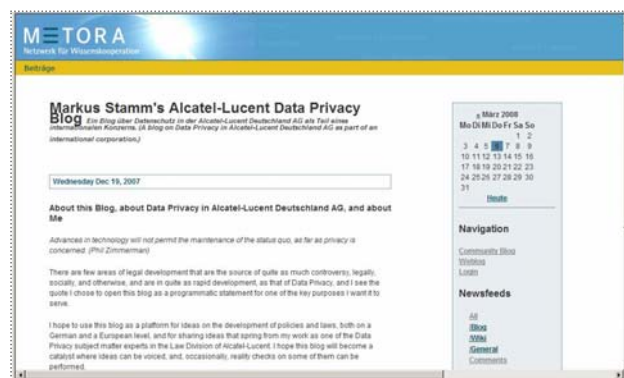 METORA
Netzwerk für Wissenskooperation
Beiträge
Markus Stamm's Alcatel-Lucent Data Privacy
Blog Ein Blog über Datenschutz in der Alcatel-Lucent Deutschland AG als Teil eines
internationalen Konzerns. (A blog on Data Privacy in Alcatel-Lucent Deutschland AG as part of an
international corporation.)
Wednesday Dec 19, 2007
About this Blog, about Data Privacy in Alcatel-Lucent Deutschland AG, and about
Me
Advances in technology will not permit the maintenance of the status quo, as far as privacy is
concerned. (Phil Zimmerman)
There are few areas of legal development that are the source of quite as much controversy, legally,
socially, and otherwise, and are in quite as rapid development, as that of Data Privacy, and I see the
quote I chose to open this blog as a programmatic statement for one of the key purposes I want it to
serve.
I hope to use this blog as a platform for ideas on the development of policies and laws, both on a
German and a European level, and for sharing ideas that spring from my work as one of the Data
Privacy subject matter experts in the Law Division of Alcatel-Lucent. I hope this blog will become a
catalyst where ideas can be voiced, and, occasionally, reality checks on some of them can be
performed.
« März 2008
Mo Di Mi Do Fr Sa So
1 2
3 4 5 6 7 8 9
10 11 12 13 14 15 16
17 18 19 20 21 22 23
24 25 26 27 28 29 30
31
Heute
Navigation
Community Blog
Weblog
Login
Newsfeeds
All
/Blog
/Wiki
/General
Comments